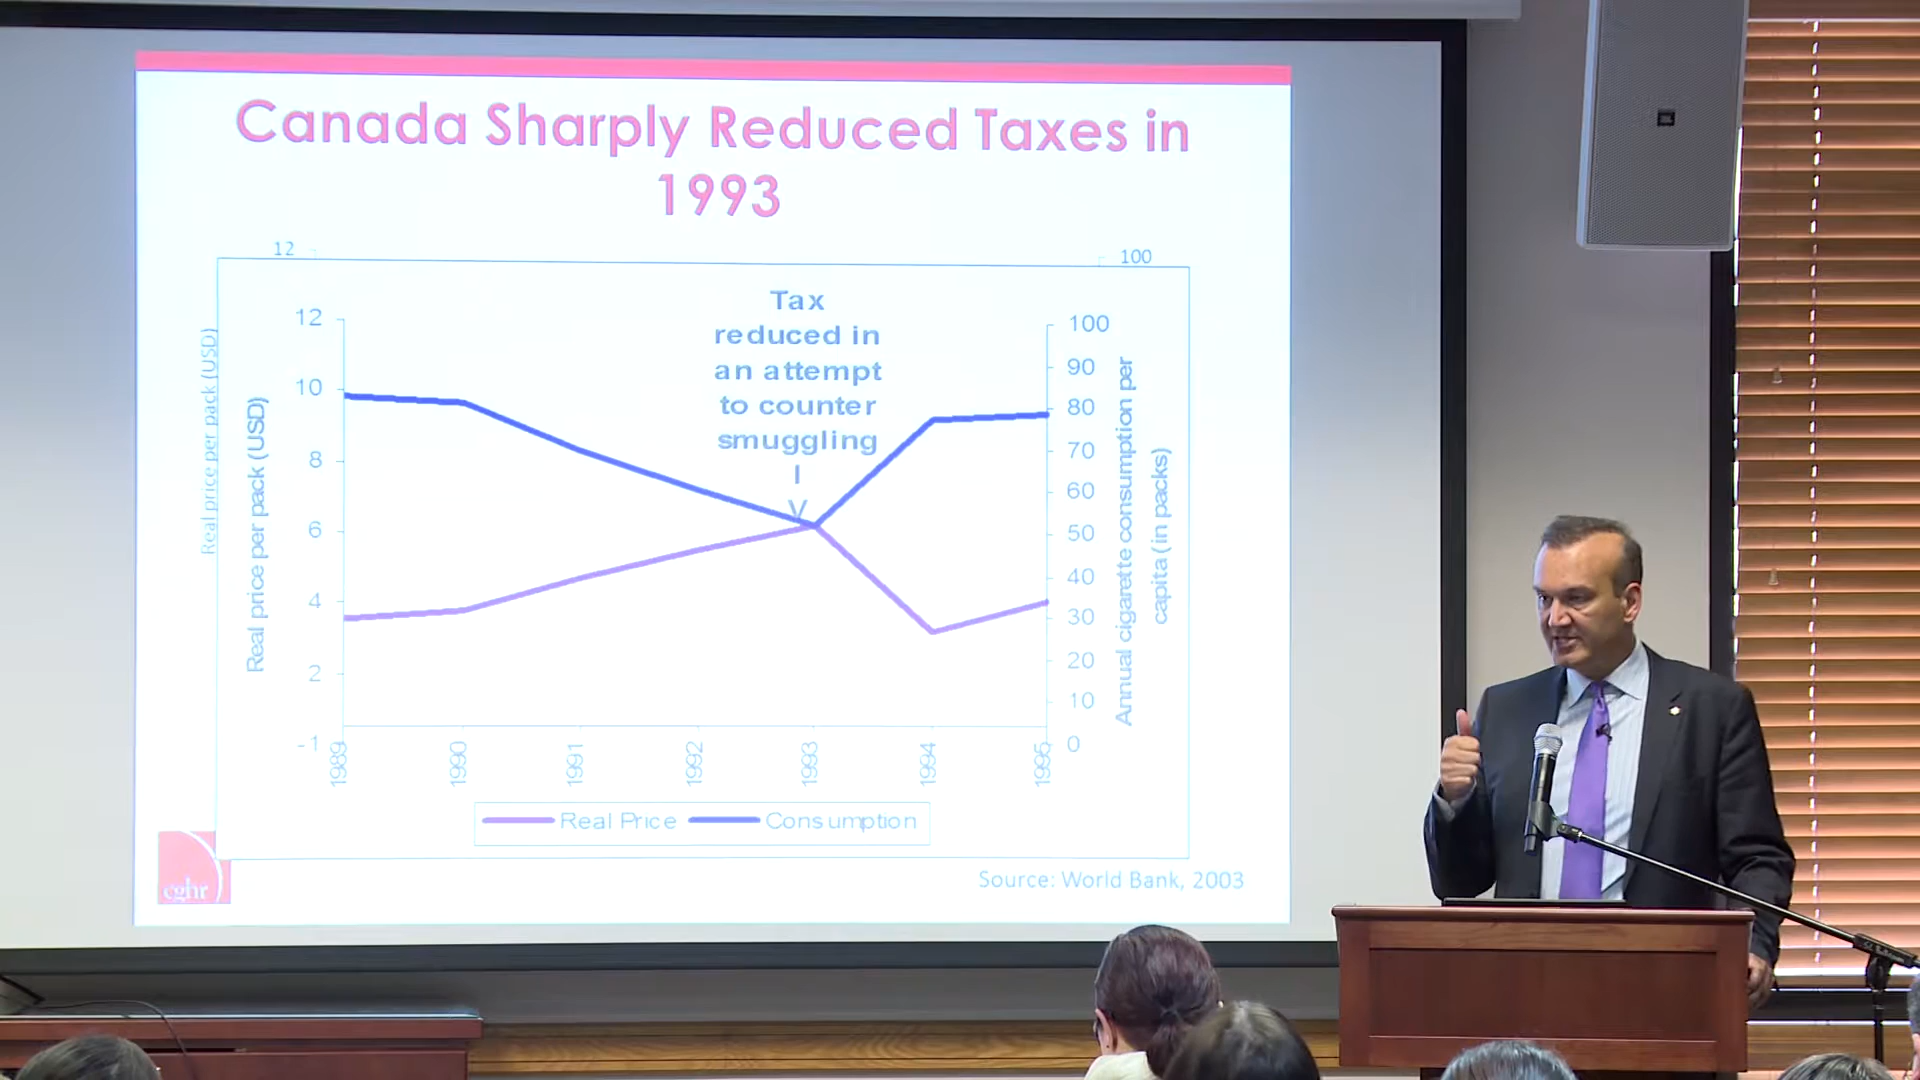 Canada Sharply Reduced Taxes in
1993
12
100
Real price per pack (USD)
Real price per pack (USD)
12
10
8
6
4
2
-1
Tax
reduced in
an attempt
to counter
smuggling
100
90
80
70
60
50
40
30
20
10
0
Annual cigarette consumption per
capita (in packs)
1989
1990
1991
1992
1993
1994
1995
Real Price
Consumption
cghr
Source: World Bank, 2003